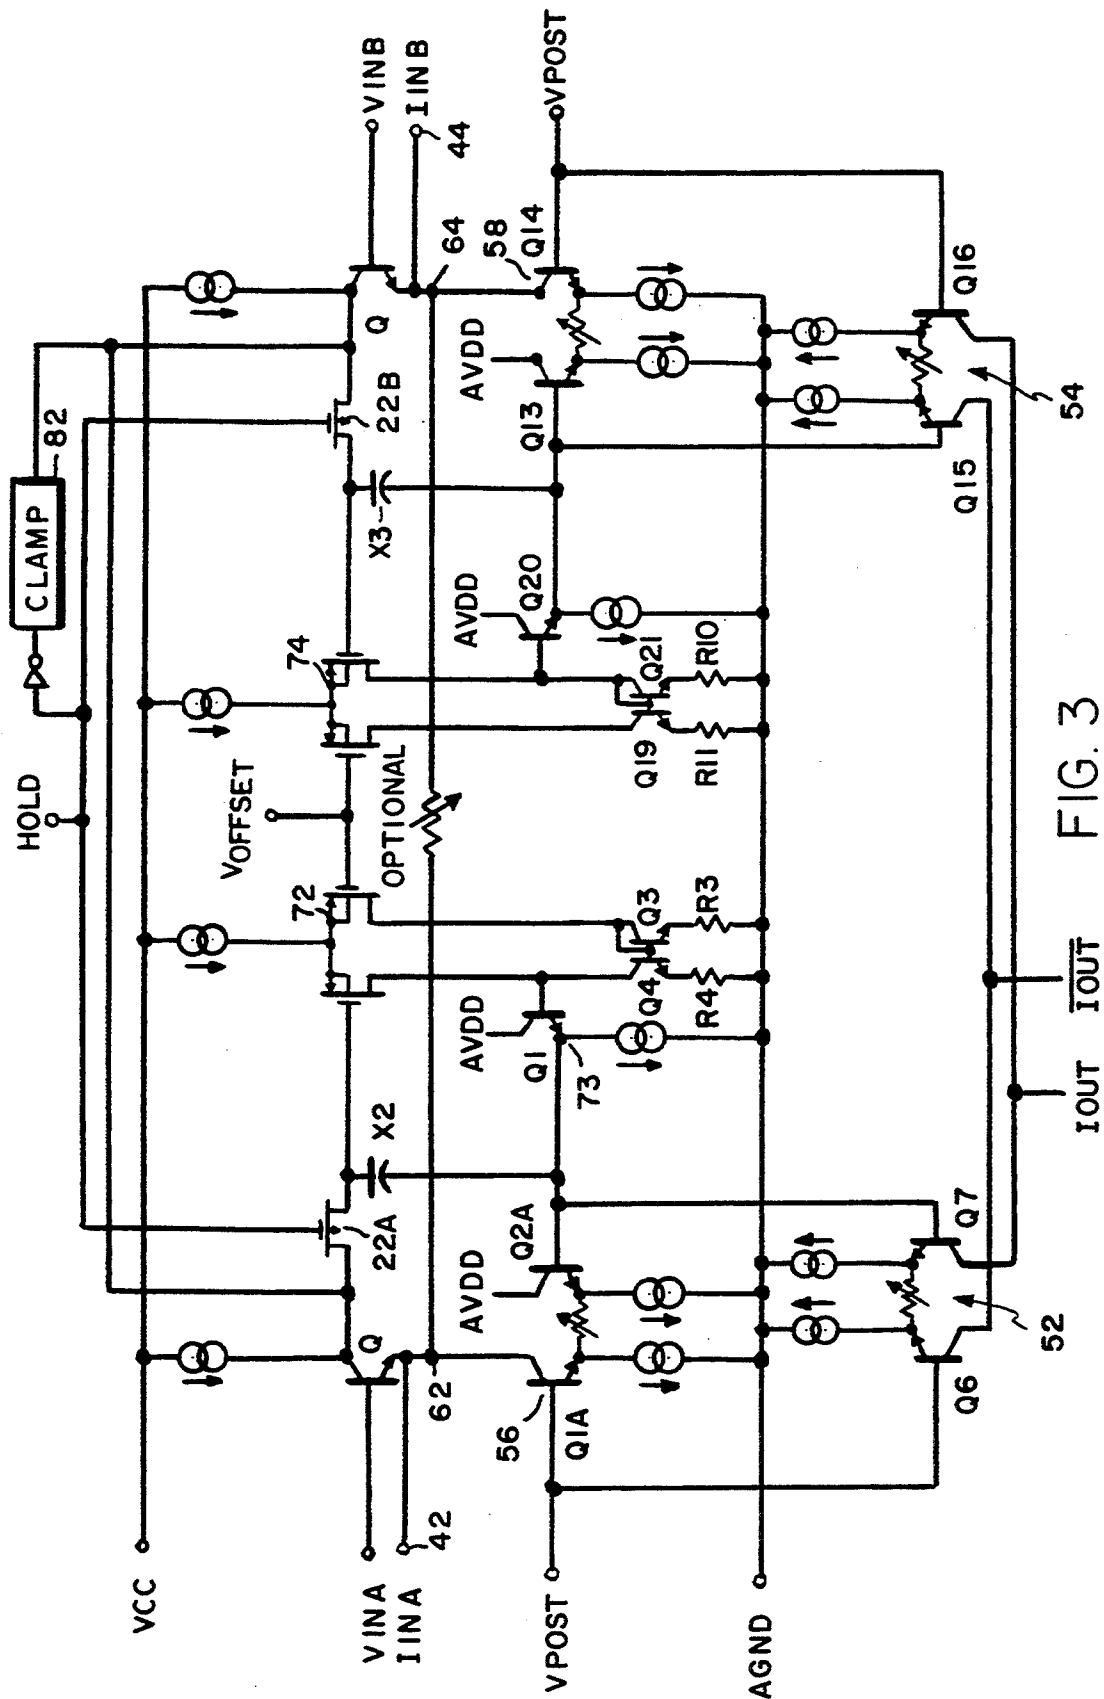 HOLD
CLAMP
82
VCC
VOFFSET
72
74
22A
22B
Q
Q
VINB
IINB
44
VINA
IINA
42
62
X2
OPTIONAL
X3
64
58
56
Q1A
AVDD
Q2A
AVDD
Q1
73
Q4
Q3
R4
R3
AVDD
Q20
Q19
Q21
R11
R10
AVDD
Q13
Q14
VPOST
VPOST
AGND
Q6
52
Q7
Q15
54
Q16
IOUT
IOUT
FIG. 3